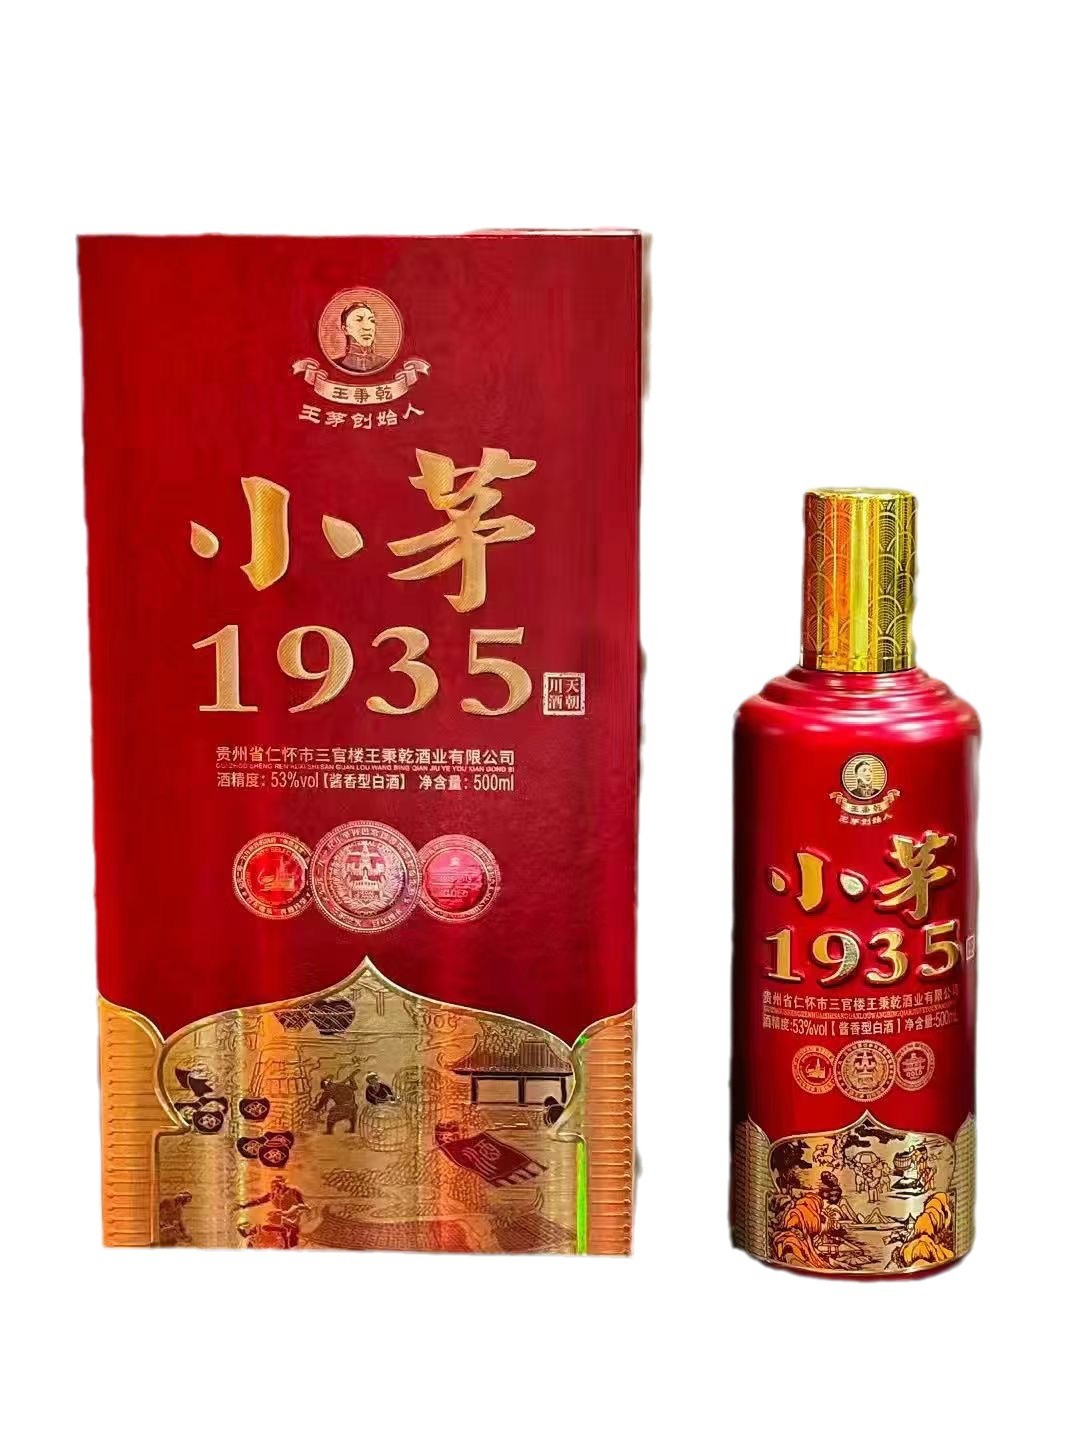 王秉乾
王茅创始人
小茅
1935
天朝
川酒
贵州省仁怀市三官楼王秉乾酒业有限公司
酒精度：53%vol【酱香型白酒】 净含量：500ml
王秉乾
王茅创始人
小茅
1935
贵州省仁怀市三官楼王秉乾酒业有限公司
酒精度:53%vol【酱香型白酒】净含量:500mL